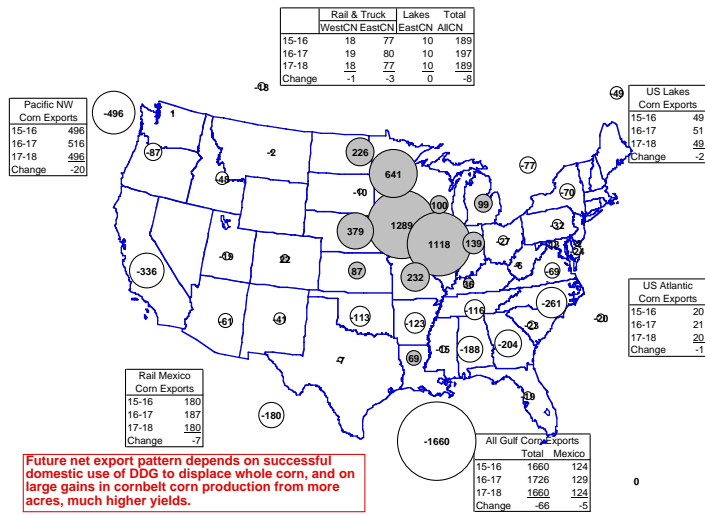 Rail & Truck Lakes Total
WestCN EastCN EastCN AllCN
15-16 18 77 10 189
16-17 19 80 10 197
17-18 18 77 10 189
Change -1 -3 0 -8
-18
-49
Pacific NW
Corn Exports
15-16 496
16-17 516
17-18 496
Change -20
-496
1
US Lakes
Corn Exports
15-16 49
16-17 51
17-18 49
Change -2
-87
-2
226
-77
-48
641
-10
-70
100
99
379
1289
1118
139
-27
-32
-24
-336
-19
22
87
232
36
-6
-69
-61
-41
-113
-123
-116
-261
-23
-20
US Atlantic
Corn Exports
15-16 20
16-17 21
17-18 20
Change -1
-7
69
-15
-188
-204
-19
Rail Mexico
Corn Exports
15-16 180
16-17 187
17-18 180
Change -7
-180
-1660
All Gulf Corn Exports
Total Mexico
15-16 1660 124
16-17 1726 129
17-18 1660 124
Change -66 -5
0
Future net export pattern depends on successful
domestic use of DDG to displace whole corn, and on
large gains in cornbelt corn production from more
acres, much higher yields.